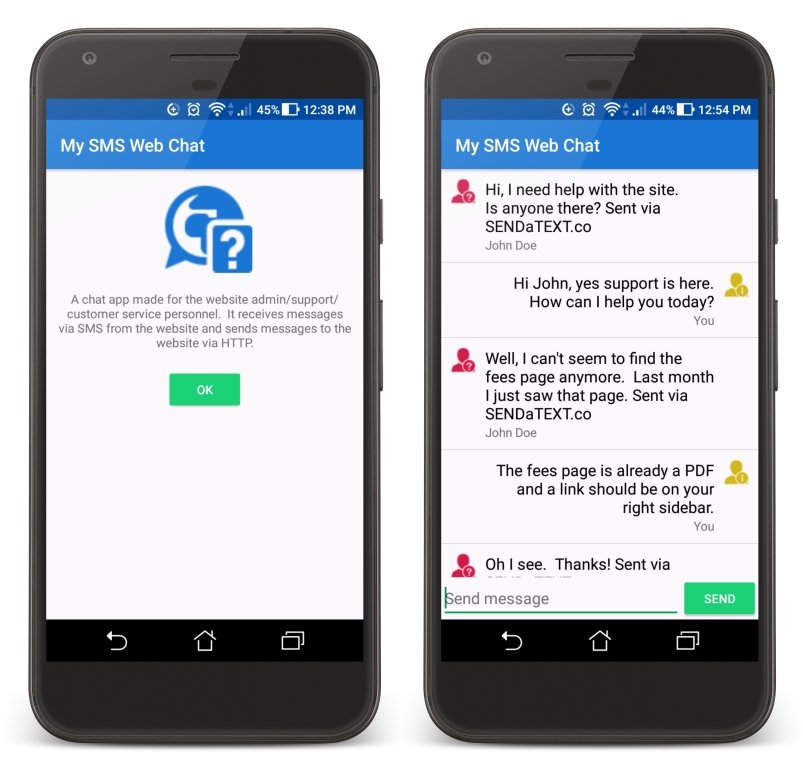 45% 12:38 PM
My SMS Web Chat
A chat app made for the website admin/support/
customer service personnel.  It receives messages
via SMS from the website and sends messages to the
website via HTTP.
OK
44% 12:54 PM
My SMS Web Chat
Hi, I need help with the site.
Is anyone there? Sent via
SENDaTEXT.co
John Doe
Hi John, yes support is here.
How can I help you today?
You
Well, I can't seem to find the
fees page anymore.  Last month
I just saw that page. Sent via
SENDaTEXT.co
John Doe
The fees page is already a PDF
and a link should be on your
right sidebar.
You
Oh I see.  Thanks! Sent via
Send message
SEND